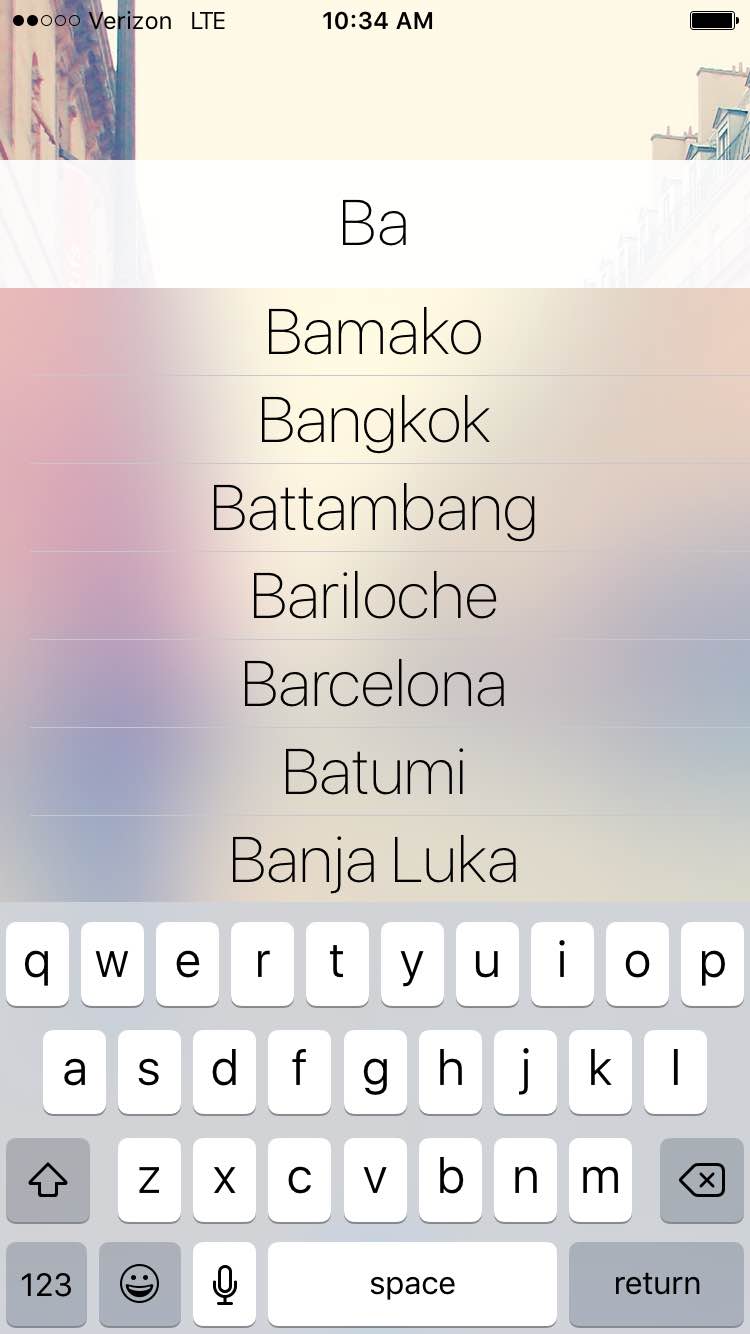 Verizon LTE 10:34 AM
Ba
Bamako
Bangkok
Battambang
Bariloche
Barcelona
Batumi
Banja Luka
q w e r t y u i o p
a s d f g h j k l
z x c v b n m
123 space return